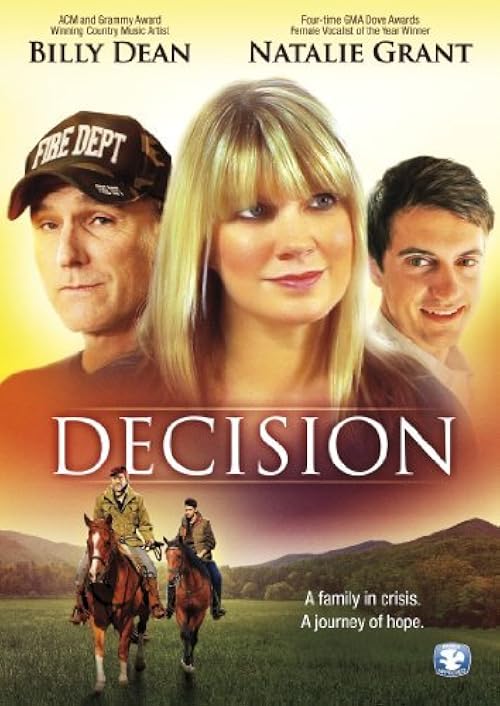 ACM and Grammy Award
Winning Country Music Artist
BILLY DEAN
Four-time GMA Dove Awards
Female Vocalist of the Year Winner
NATALIE GRANT
FIRE DEPT
DECISION
A family in crisis.
A journey of hope.